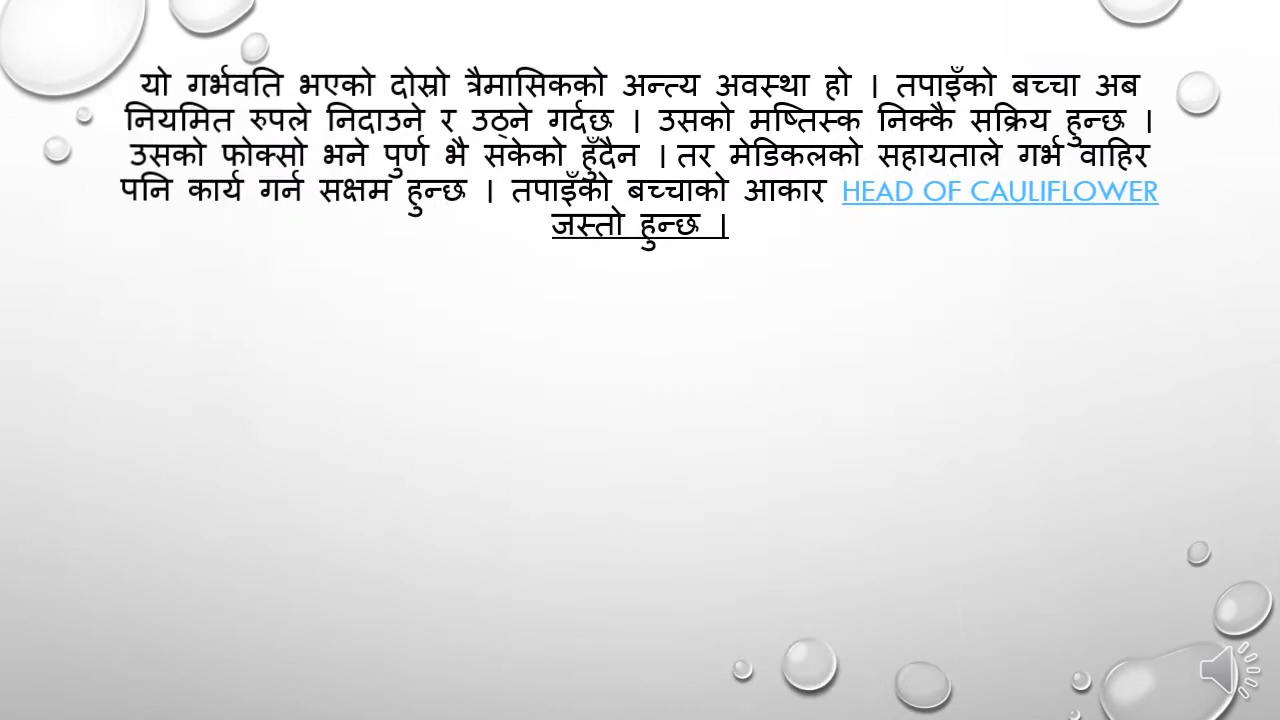 यो गर्भवति भएको दोस्रो त्रैमासिकको अन्त्य अवस्था हो । तपाइँको बच्चा अब
नियमित रुपले निदाउने र उठ्ने गर्दछ । उसको मष्तिस्क निक्कै सक्रिय हुन्छ ।
उसको फोक्सो भने पुर्ण भै सकेको हुँदैन । तर मेडिकलको सहायताले गर्भ वाहिर
पनि कार्य गर्न सक्षम हुन्छ । तपाइँको बच्चाको आकार HEAD OF CAULIFLOWER
जस्तो हुन्छ ।